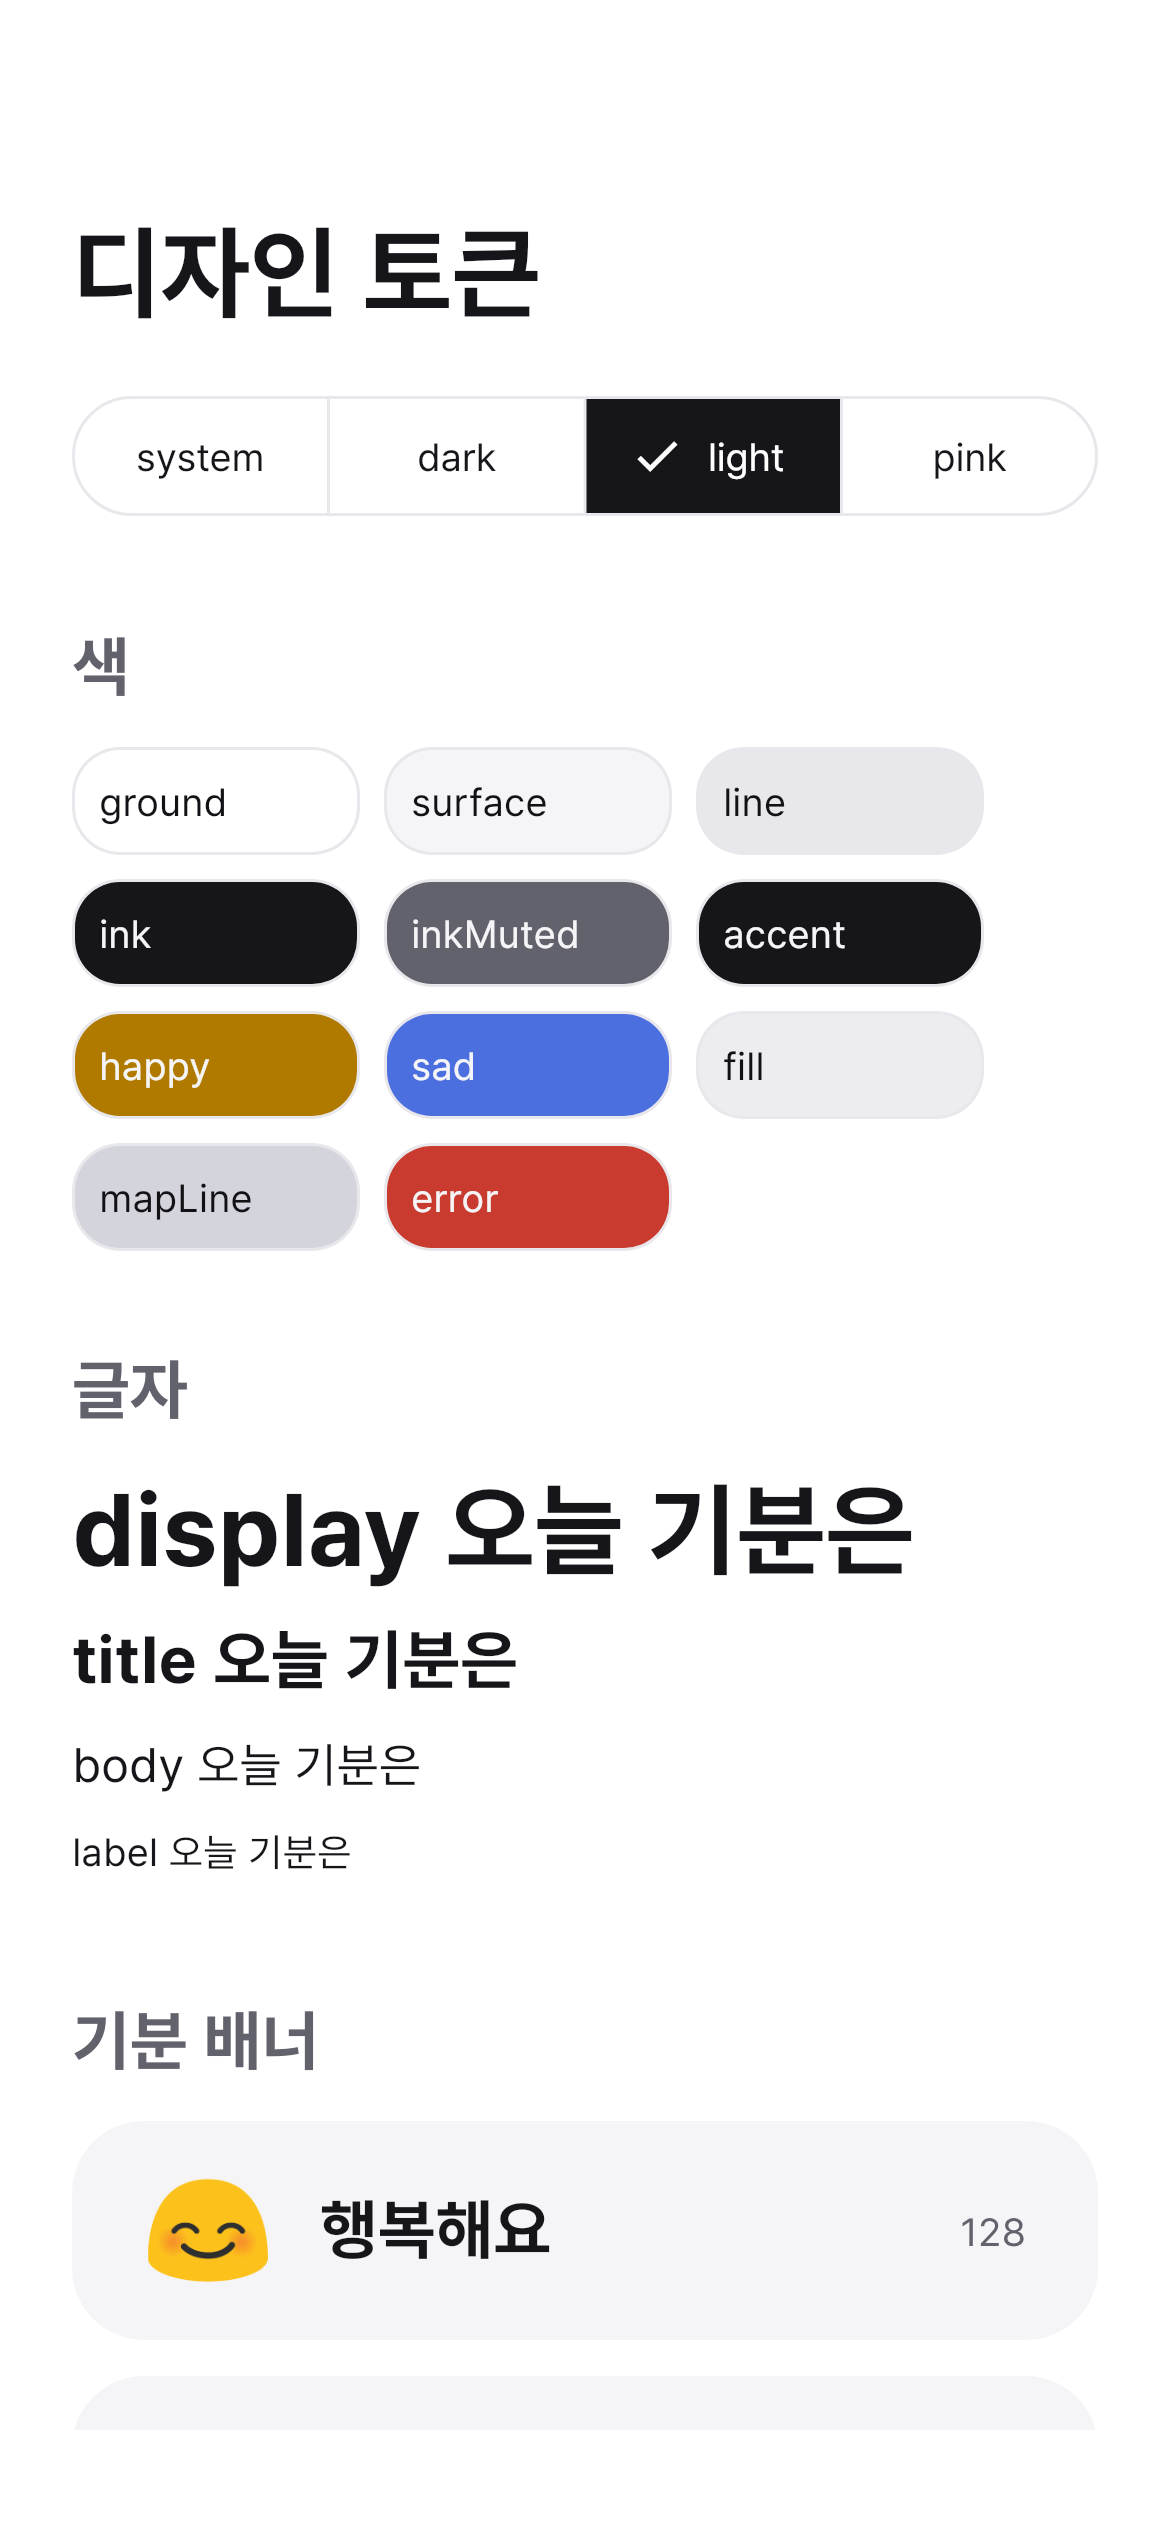 디자인 토큰
system dark light pink
색
ground surface line
ink inkMuted accent
happy sad fill
mapLine error
글자
display 오늘 기분은
title 오늘 기분은
body 오늘 기분은
label 오늘 기분은
기분 배너
행복해요 128